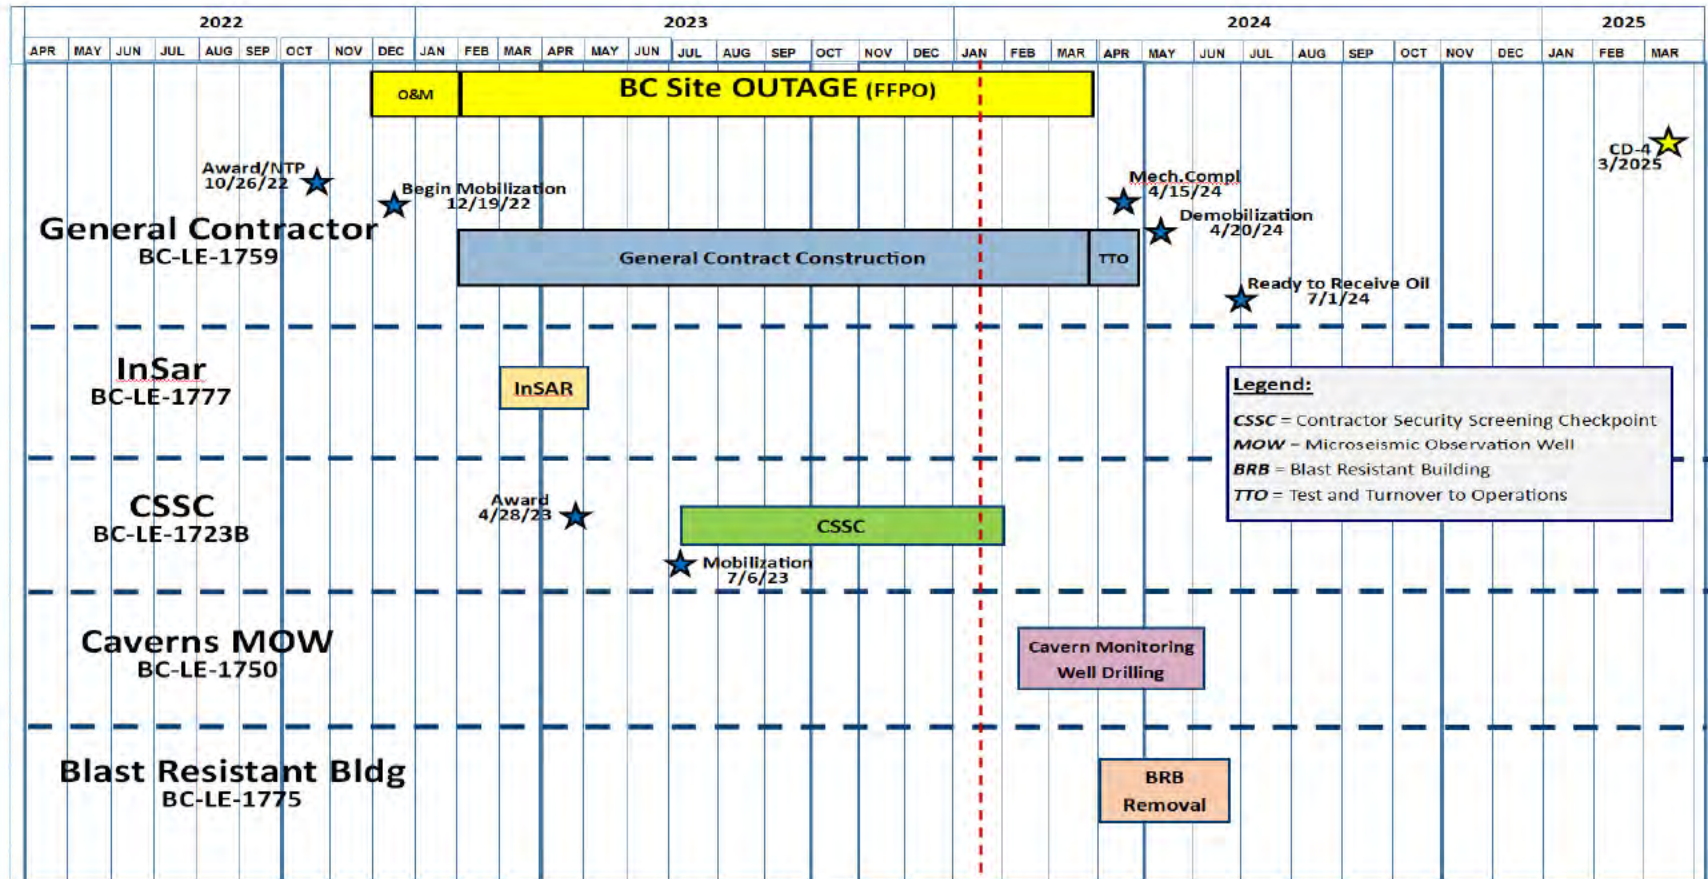 2022 2023 2024 2025
APR MAY JUN JUL AUG SEP OCT NOV DEC JAN FEB MAR APR MAY JUN JUL AUG SEP OCT NOV DEC JAN FEB MAR APR MAY JUN JUL AUG SEP OCT NOV DEC JAN FEB MAR
O&M
BC Site OUTAGE (FFPO)
Award/NTP
10/26/22
Begin Mobilization
12/19/22
Mech.Compl
4/15/24
Demobilization
4/20/24
CD-4
3/2025
General Contractor
BC-LE-1759
General Contract Construction
TTO
Ready to Receive Oil
7/1/24
InSar
BC-LE-1777
InSAR
Legend:
CSSC = Contractor Security Screening Checkpoint
MOW = Microseismic Observation Well
BRB = Blast Resistant Building
TTO = Test and Turnover to Operations
CSSC
BC-LE-1723B
Award
4/28/23
CSSC
Mobilization
7/6/23
Caverns MOW
BC-LE-1750
Cavern Monitoring
Well Drilling
Blast Resistant Bldg
BC-LE-1775
BRB
Removal